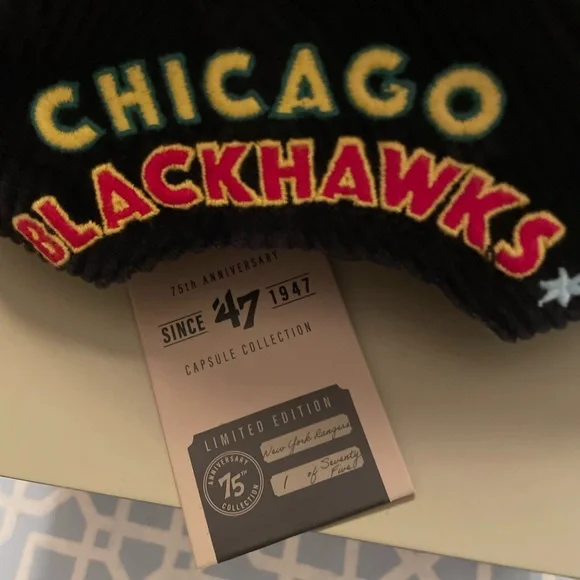 CHICAGO
BLACKHAWKS
75th ANNIVERSARY
SINCE '47 1947
CAPSULE COLLECTION
LIMITED EDITION
ANNIVERSARY
75TH
COLLECTION
New York Rangers
1 of Seventy
Five